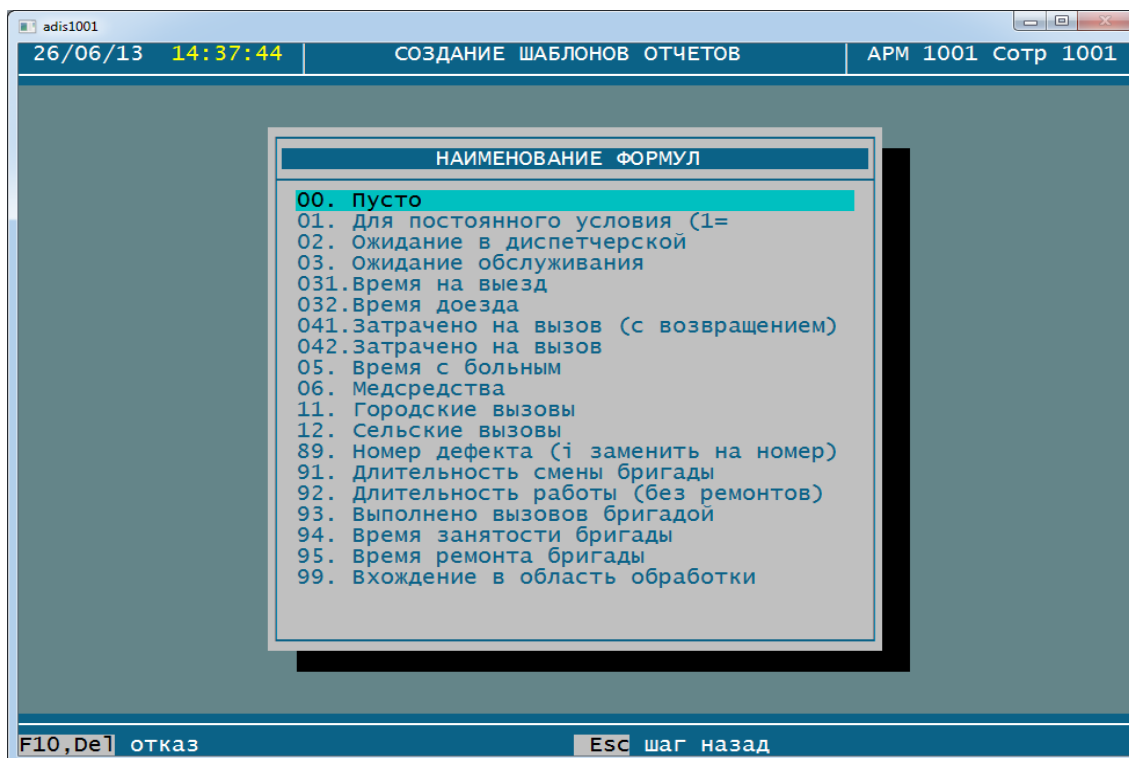 adis1001
26/06/13 14:37:44 СОЗДАНИЕ ШАБЛОНОВ ОТЧЕТОВ АРМ 1001 Сотр 1001
НАИМЕНОВАНИЕ ФОРМУЛ
00. Пусто
01. Для постоянного условия (1=
02. Ожидание в диспетчерской
03. Ожидание обслуживания
031.Время на выезд
032.Время доезда
041.Затрачено на вызов (с возвращением)
042.Затрачено на вызов
05. Время с больным
06. Медсредства
11. Городские вызовы
12. Сельские вызовы
89. Номер дефекта (i заменить на номер)
91. Длительность смены бригады
92. Длительность работы (без ремонтов)
93. Выполнено вызовов бригадой
94. Время занятости бригады
95. Время ремонта бригады
99. Вхождение в область обработки
F10,Del отказ Esc шаг назад